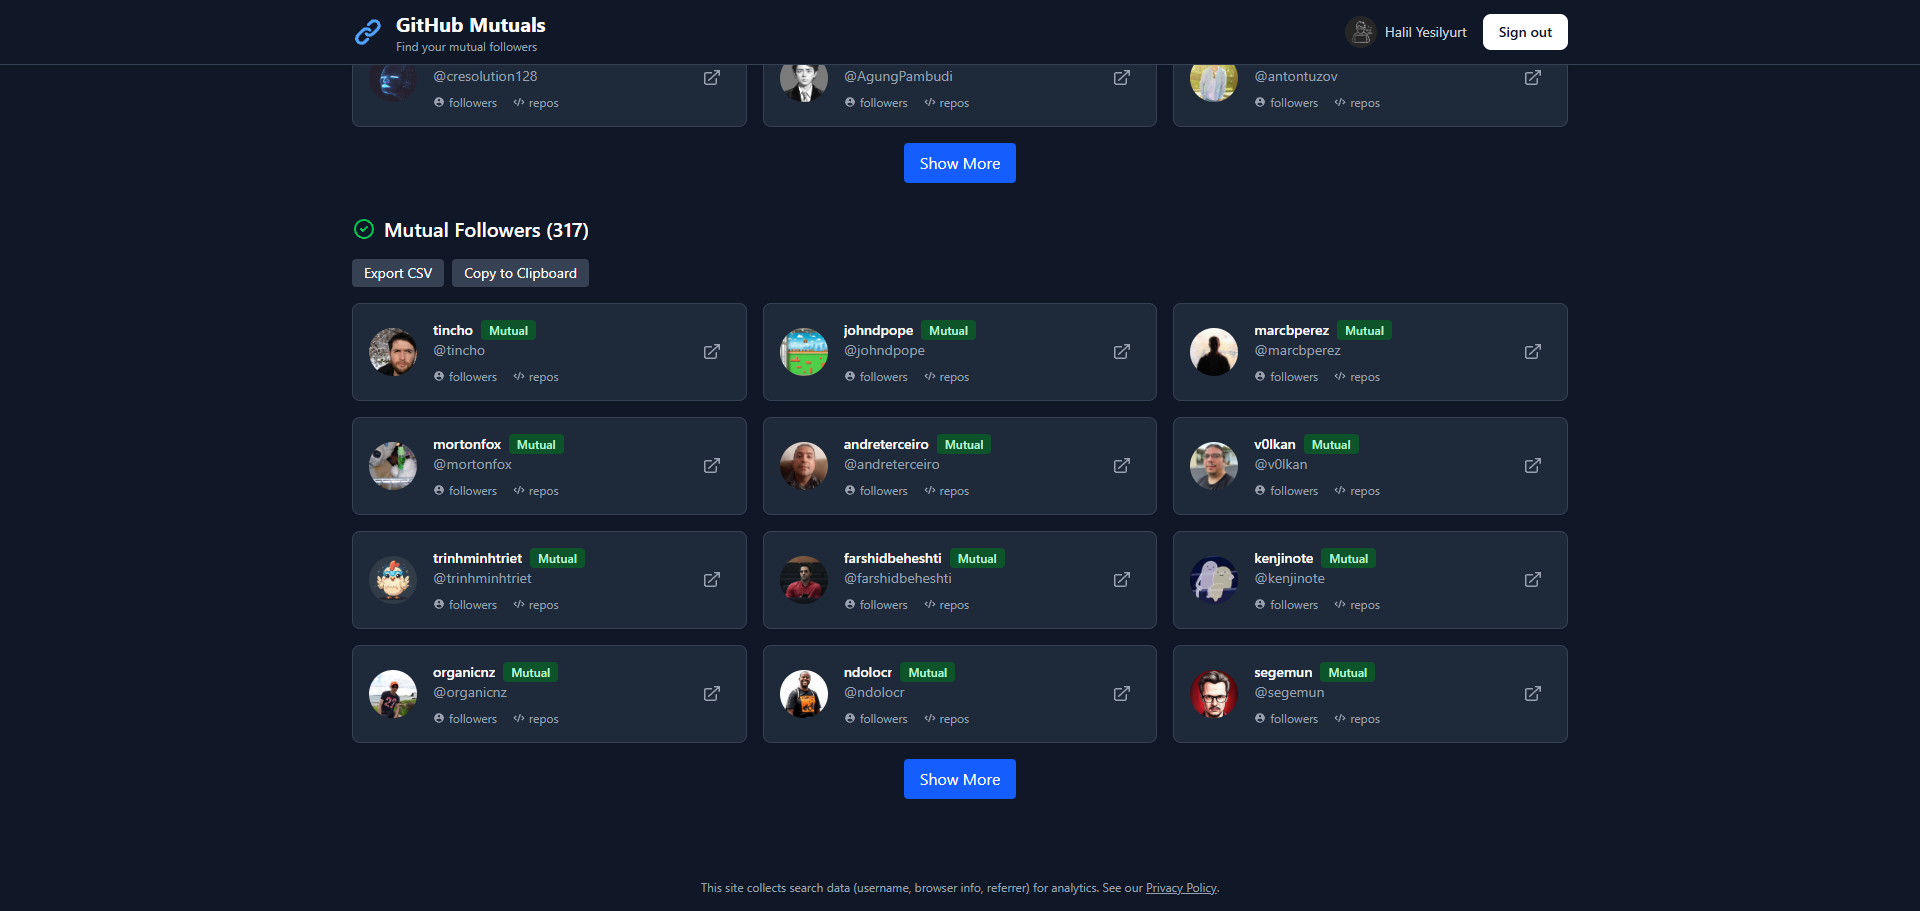 GitHub Mutuals
Find your mutual followers
Halil Yesilyurt
Sign out
@cresolution128
followers repos
@AgungPambudi
followers repos
@antontuzov
followers repos
Show More
Mutual Followers (317)
Export CSV
Copy to Clipboard
tincho Mutual
@tincho
followers repos
johndpope Mutual
@johndpope
followers repos
marcbperez Mutual
@marcbperez
followers repos
mortonfox Mutual
@mortonfox
followers repos
andreterceiro Mutual
@andreterceiro
followers repos
v0lkan Mutual
@v0lkan
followers repos
trinhminhtriet Mutual
@trinhminhtriet
followers repos
farshidbeheshti Mutual
@farshidbeheshti
followers repos
kenjinote Mutual
@kenjinote
followers repos
organicnz Mutual
@organicnz
followers repos
ndolocr Mutual
@ndolocr
followers repos
segemun Mutual
@segemun
followers repos
Show More
This site collects search data (username, browser info, referrer) for analytics. See our Privacy Policy.